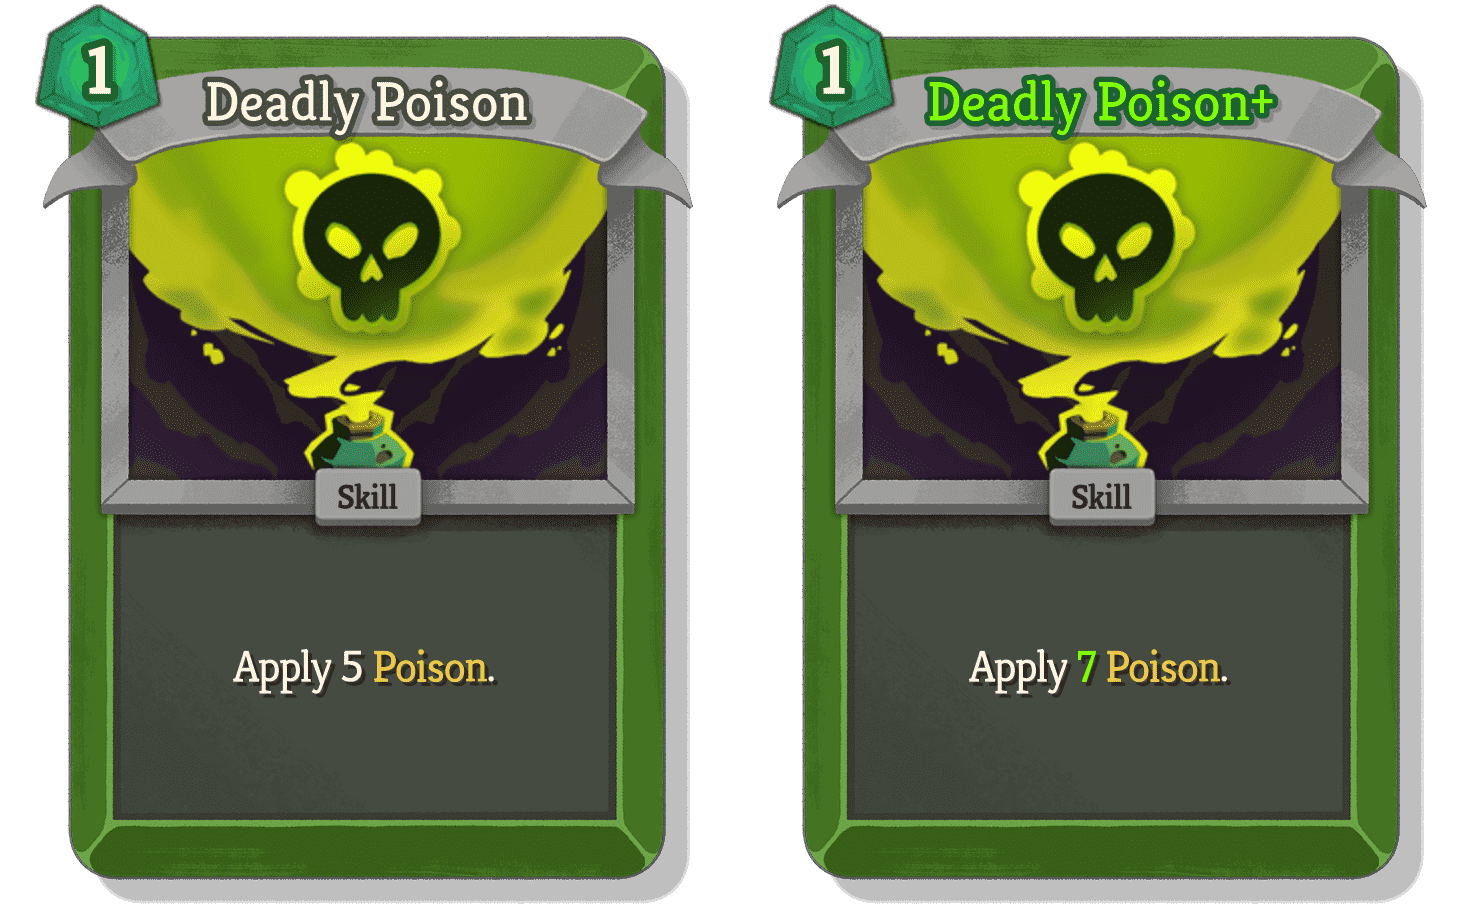 1
Deadly Poison
Skill
Apply 5 Poison.
1
Deadly Poison+
Skill
Apply 7 Poison.